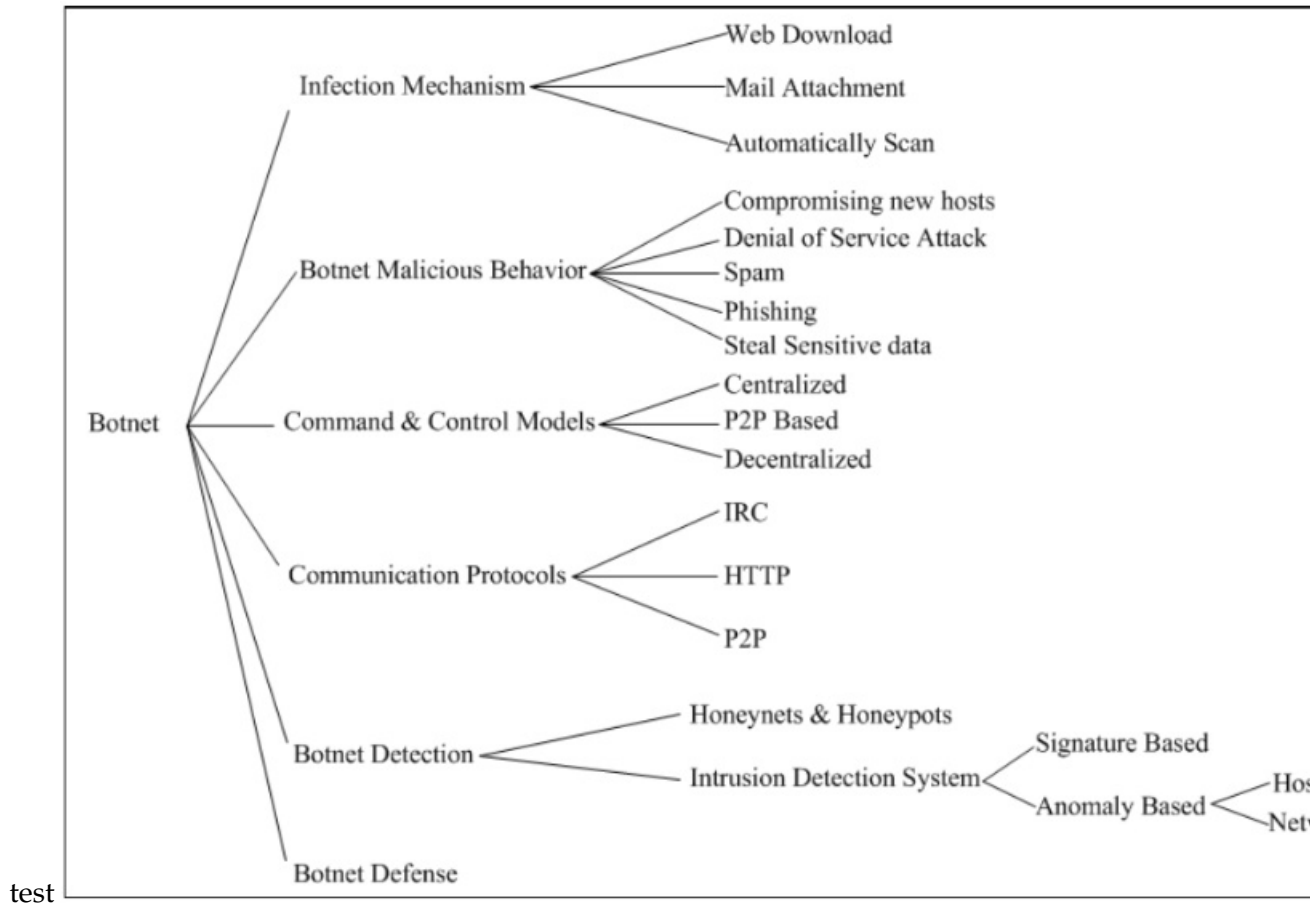 Web Download
Infection Mechanism
Mail Attachment
Automatically Scan
Compromising new hosts
Denial of Service Attack
Botnet Malicious Behavior
Spam
Phishing
Steal Sensitive data
Centralized
Botnet
Command & Control Models
P2P Based
Decentralized
IRC
Communication Protocols
HTTP
P2P
Honeynets & Honeypots
Botnet Detection
Signature Based
Intrusion Detection System
Anomaly Based
Botnet Defense
test